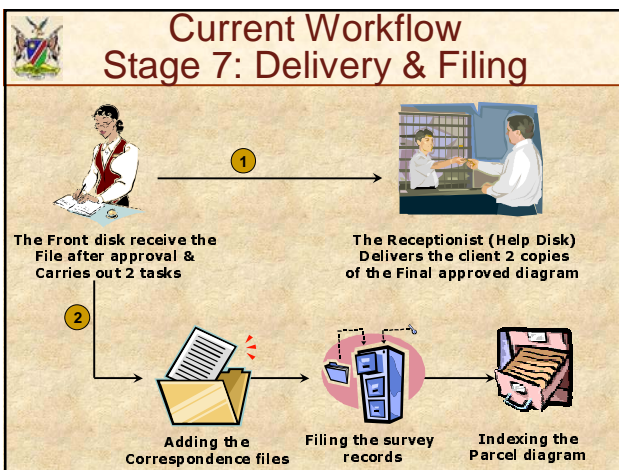 Current Workflow
Stage 7: Delivery & Filing
1
The Front disk receive the
File after approval &
Carries out 2 tasks
The Receptionist (Help Disk)
Delivers the client 2 copies
of the Final approved diagram
2
Adding the
Correspondence files
Filing the survey
records
Indexing the
Parcel diagram